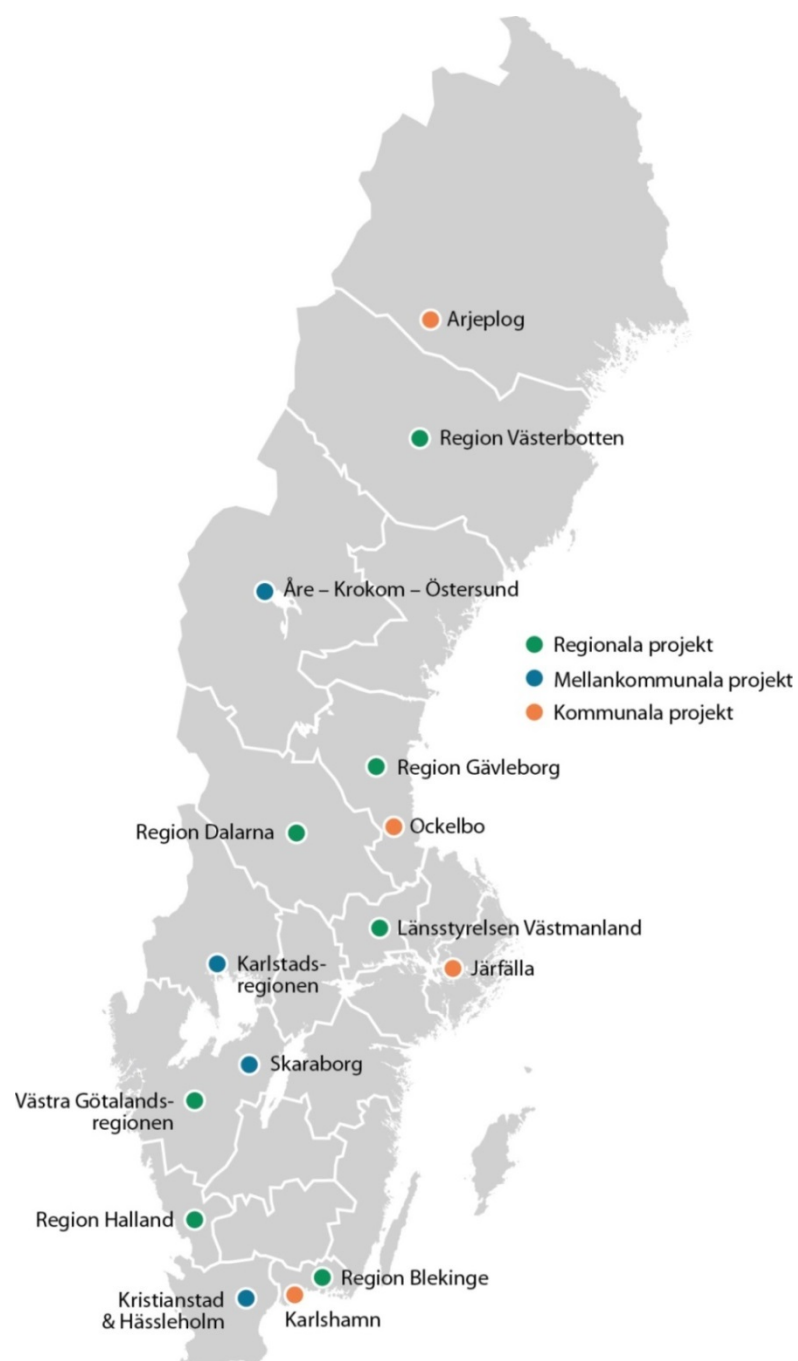 Arjeplog
Region Västerbotten
Åre – Krokom – Östersund
Regionala projekt
Mellankommunala projekt
Kommunala projekt
Region Gävleborg
Ockelbo
Region Dalarna
Länsstyrelsen Västmanland
Karlstads-
regionen
Järfälla
Skaraborg
Västra Götalands-
regionen
Region Halland
Region Blekinge
Kristianstad
& Hässleholm
Karlshamn